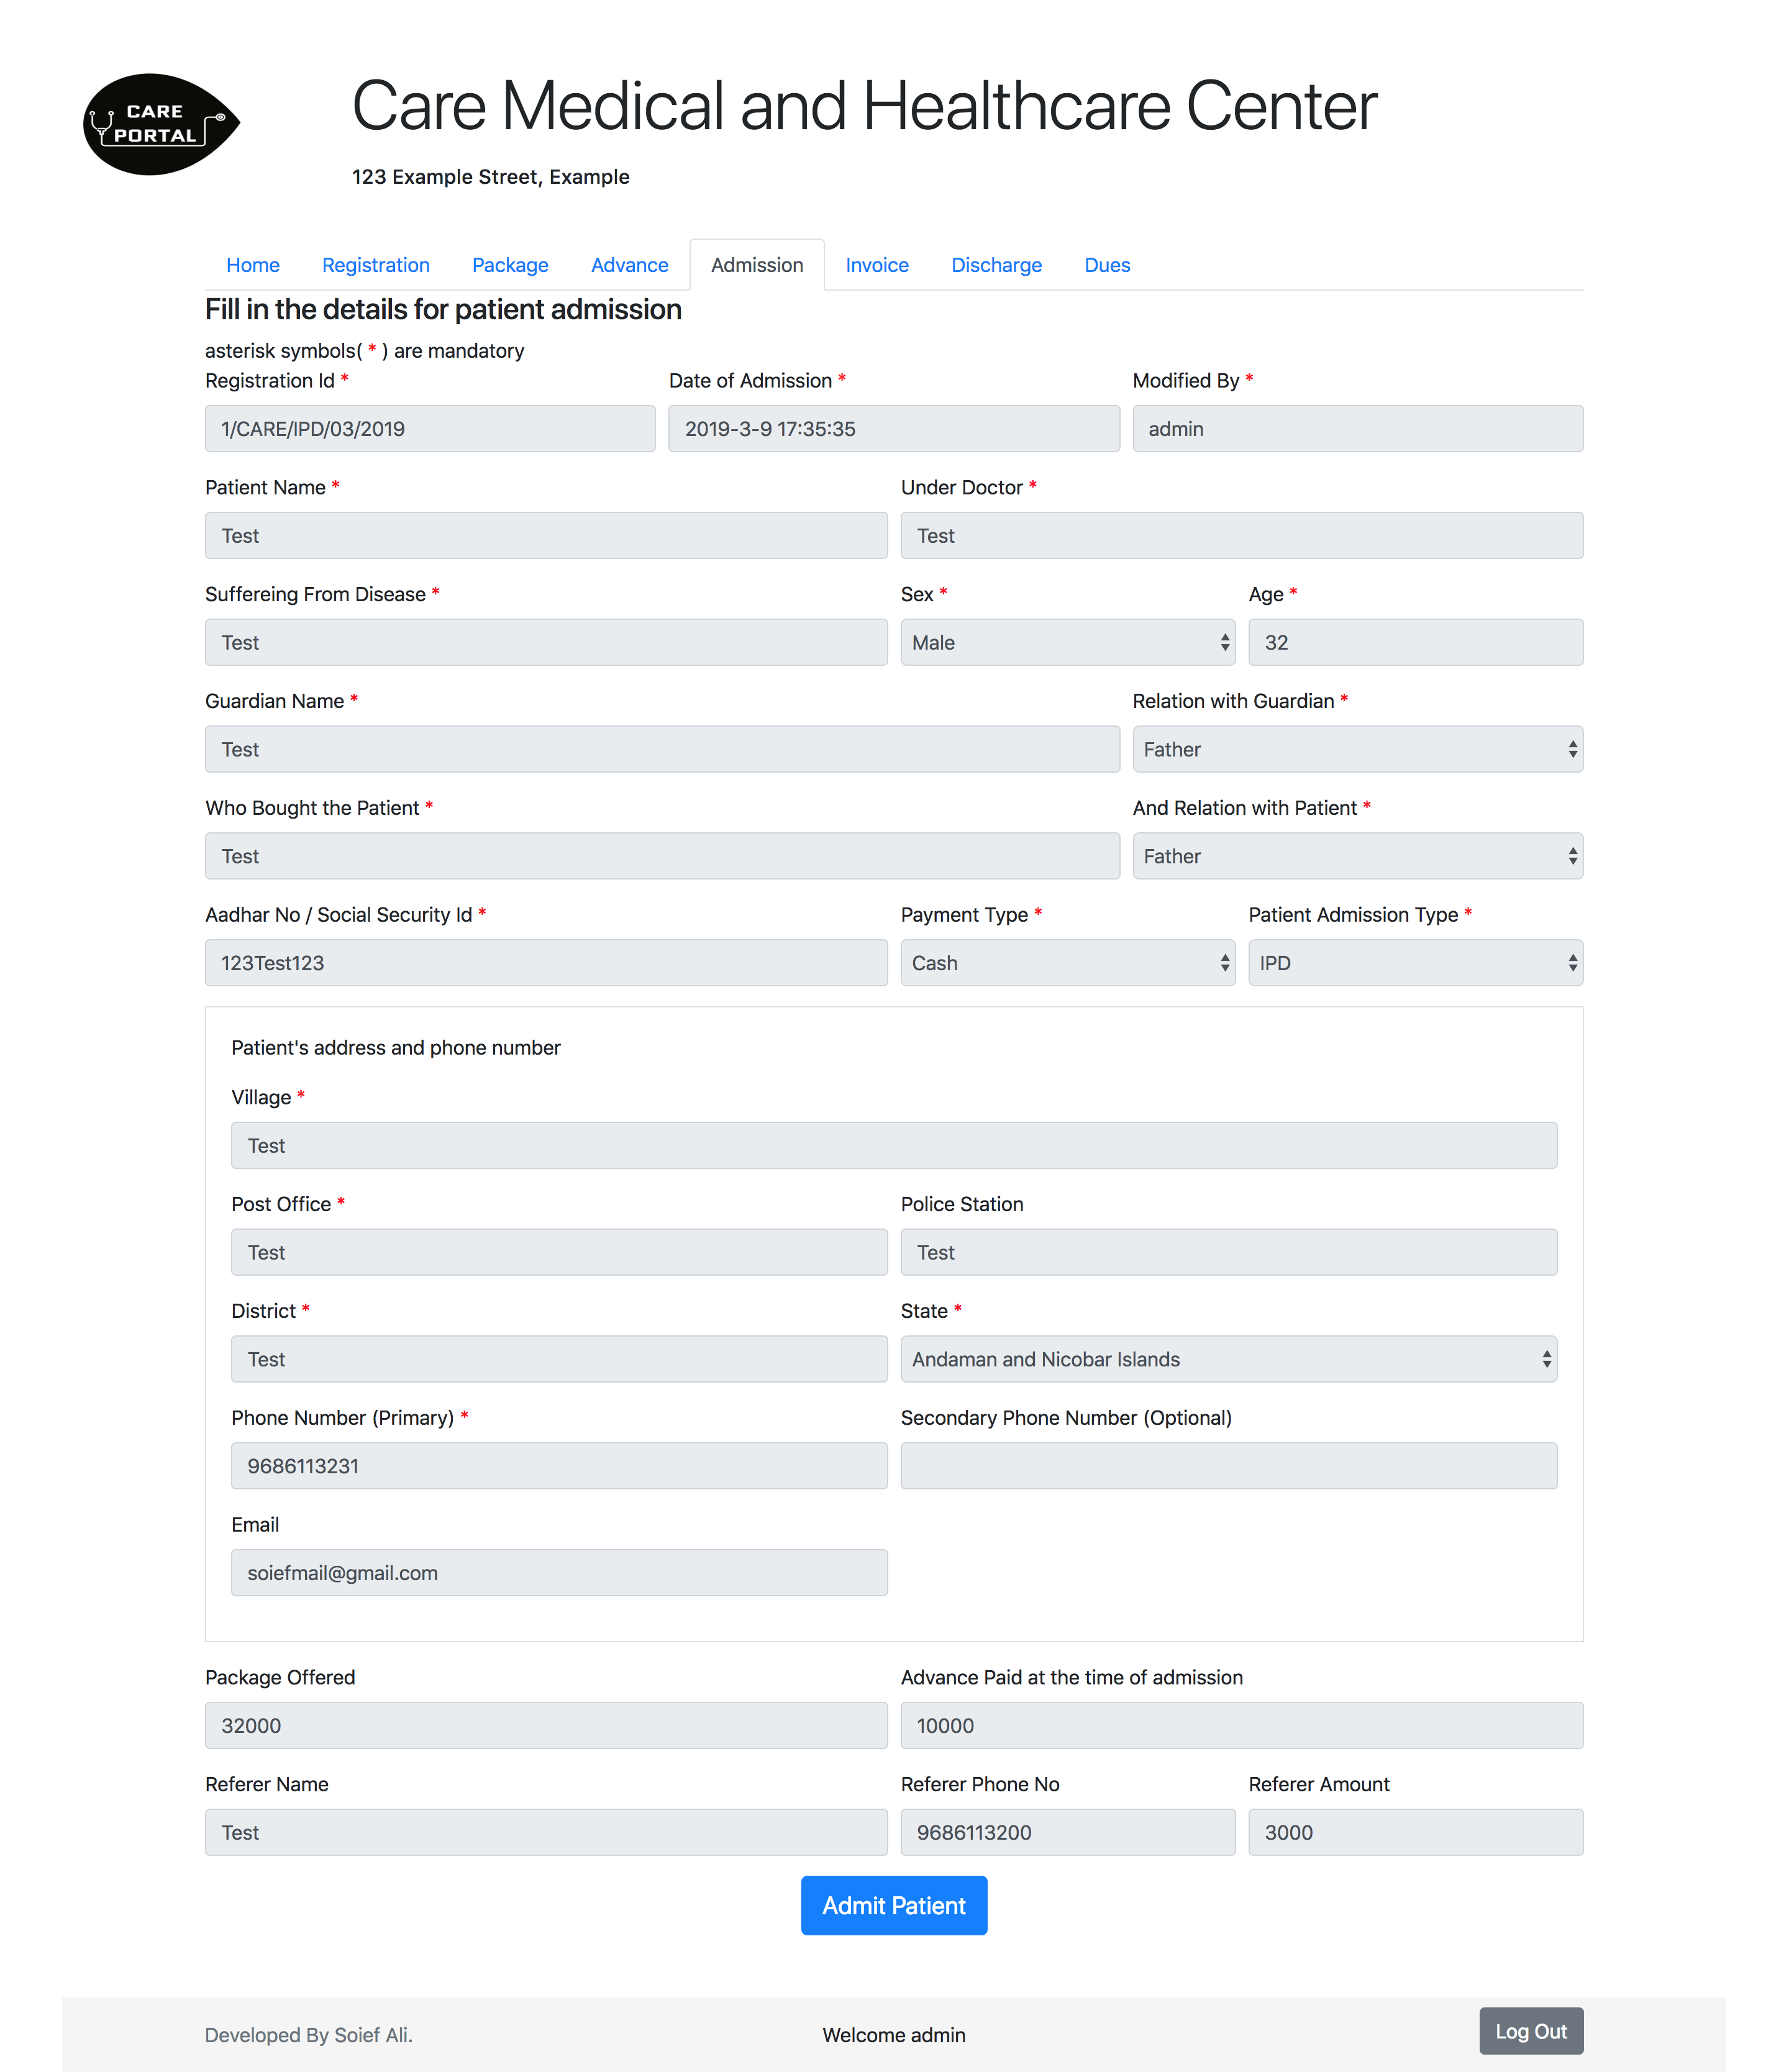 CARE
PORTAL
Care Medical and Healthcare Center
123 Example Street, Example
Home Registration Package Advance Admission Invoice Discharge Dues
Fill in the details for patient admission
asterisk symbols( * ) are mandatory
Registration Id * Date of Admission * Modified By *
1/CARE/IPD/03/2019 2019-3-9 17:35:35 admin
Patient Name * Under Doctor *
Test Test
Suffereing From Disease * Sex * Age *
Test Male 32
Guardian Name * Relation with Guardian *
Test Father
Who Bought the Patient * And Relation with Patient *
Test Father
Aadhar No / Social Security Id * Payment Type * Patient Admission Type *
123Test123 Cash IPD
Patient's address and phone number
Village *
Test
Post Office * Police Station
Test Test
District * State *
Test Andaman and Nicobar Islands
Phone Number (Primary) * Secondary Phone Number (Optional)
9686113231
Email
soiefmail@gmail.com
Package Offered Advance Paid at the time of admission
32000 10000
Referer Name Referer Phone No Referer Amount
Test 9686113200 3000
Admit Patient
Developed By Soief Ali. Welcome admin Log Out